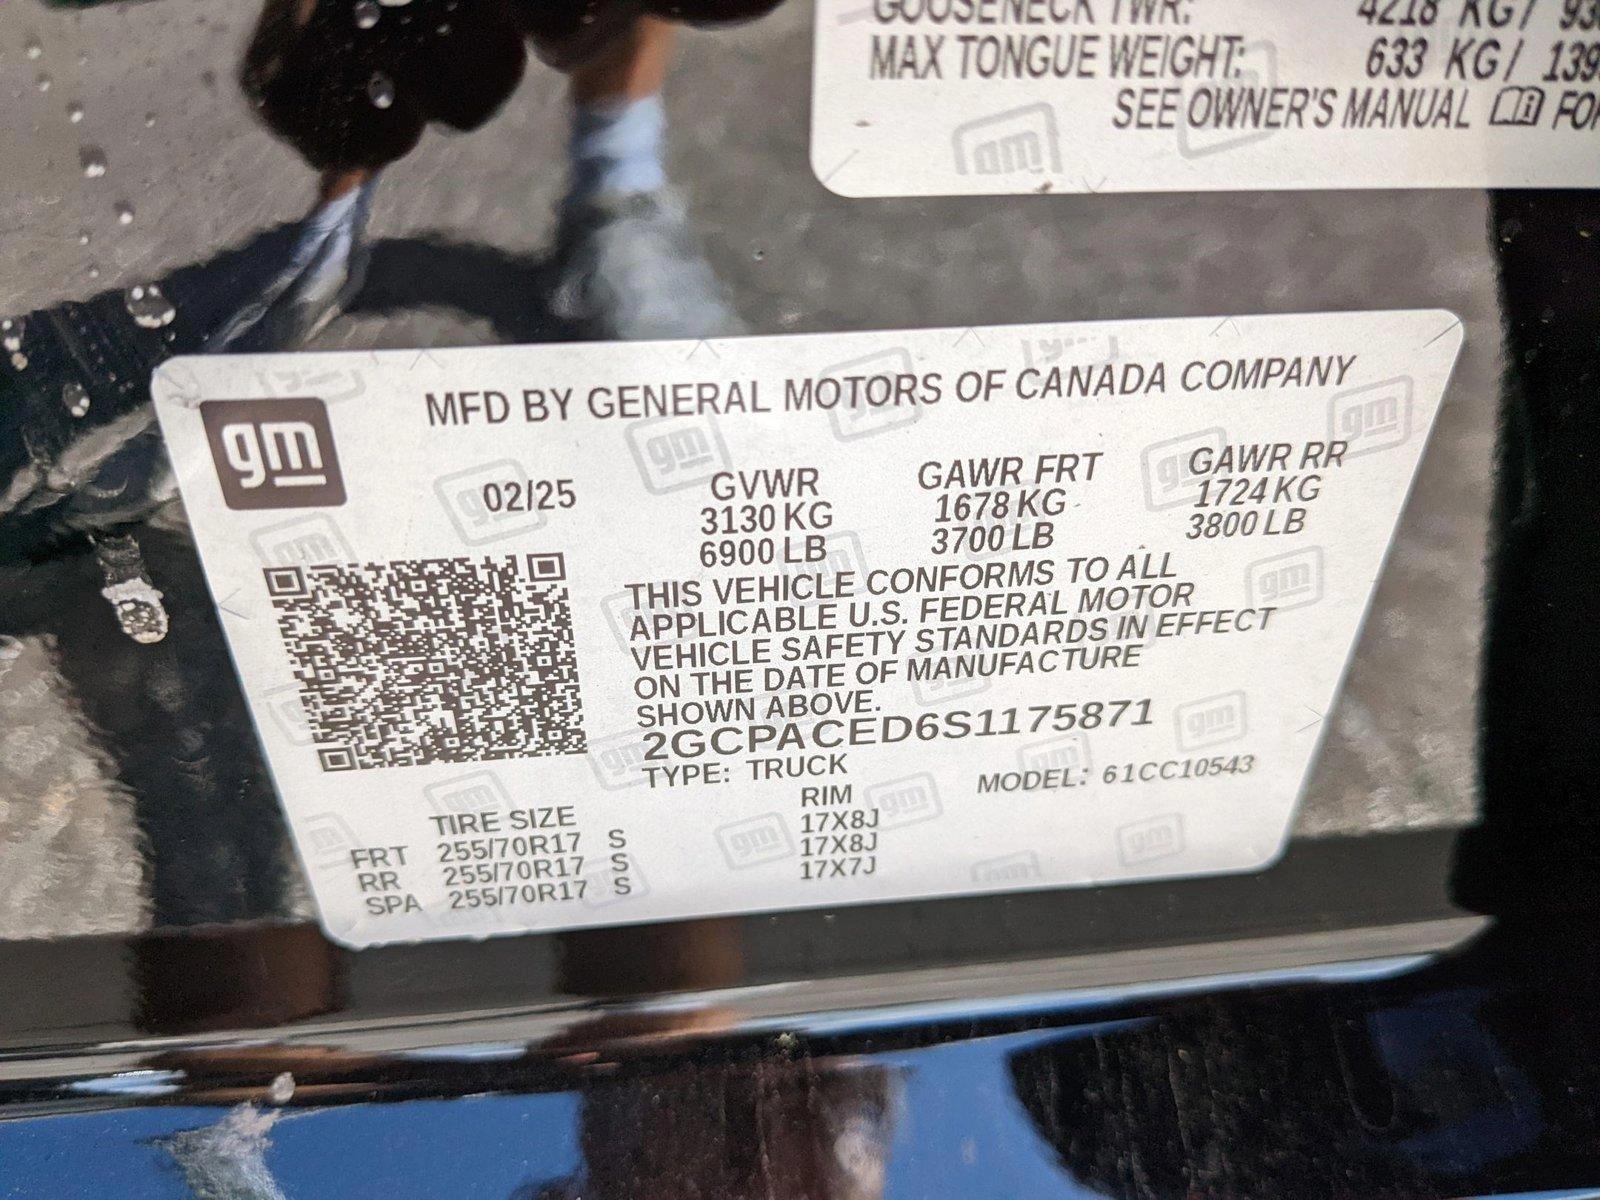 GOOSENECK TWR: 4218 KG/
MAX TONGUE WEIGHT: 633 KG/ 139
SEE OWNER'S MANUAL FOR
gm
MFD BY GENERAL MOTORS OF CANADA COMPANY
02/25 GVWR GAWR FRT GAWR RR
3130 KG 1678 KG 1724 KG
6900 LB 3700 LB 3800 LB
THIS VEHICLE CONFORMS TO ALL
APPLICABLE U.S. FEDERAL MOTOR
VEHICLE SAFETY STANDARDS IN EFFECT
ON THE DATE OF MANUFACTURE
SHOWN ABOVE.
2GCPACED6S1175871
TYPE: TRUCK MODEL: 61CC10543
TIRE SIZE RIM
FRT 255/70R17 S 17X8J
RR 255/70R17 S 17X8J
SPA 255/70R17 S 17X7J